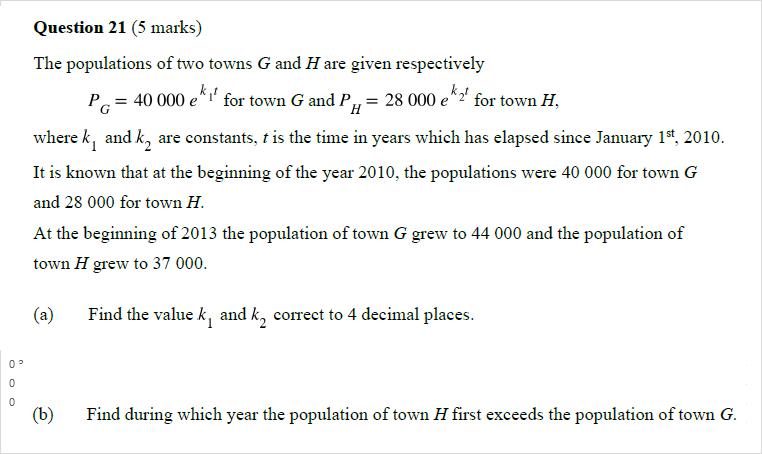 Question 21 (5 marks)
The populations of two towns G and H are given respectively
P_G = 40 000 e^{k_1 t} for town G and P_H = 28 000 e^{k_2 t} for town H,
where k_1 and k_2 are constants, t is the time in years which has elapsed since January 1^{st}, 2010.
It is known that at the beginning of the year 2010, the populations were 40 000 for town G
and 28 000 for town H.
At the beginning of 2013 the population of town G grew to 44 000 and the population of
town H grew to 37 000.
(a) Find the value k_1 and k_2 correct to 4 decimal places.
0
0
0
(b) Find during which year the population of town H first exceeds the population of town G.